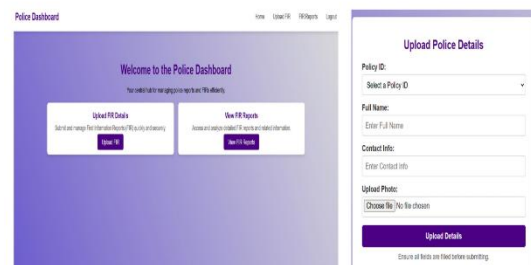 Police Dashboard
Home Upload FIR FIR Reports Logout
Welcome to the Police Dashboard
Your central hub for managing police reports and FIRs efficiently.
Upload FIR Details
Submit and manage First Information Reports (FIR) quickly and securely.
Upload FIR
View FIR Reports
Access and analyze detailed FIR reports and related information.
View FIR Reports
Upload Police Details
Policy ID:
Select a Policy ID
Full Name:
Enter Full Name
Contact Info:
Enter Contact Info
Upload Photo:
Choose file No file chosen
Upload Details
Ensure all fields are filled before submitting.